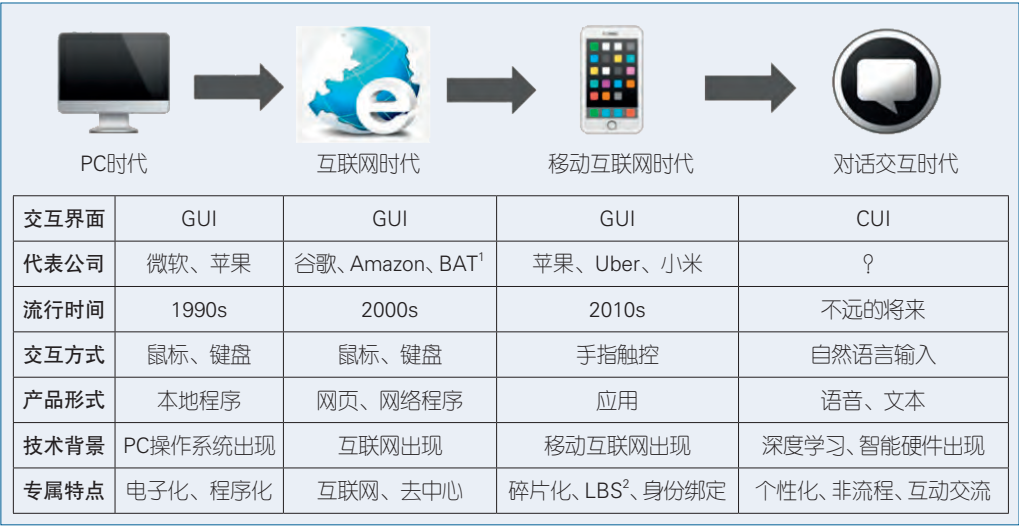 PC时代 互联网时代 移动互联网时代 对话交互时代
交互界面 GUI GUI GUI CUI
代表公司 微软、苹果 谷歌、Amazon、BAT¹ 苹果、Uber、小米 ?
流行时间 1990s 2000s 2010s 不远的将来
交互方式 鼠标、键盘 鼠标、键盘 手指触控 自然语言输入
产品形式 本地程序 网页、网络程序 应用 语音、文本
技术背景 PC操作系统出现 互联网出现 移动互联网出现 深度学习、智能硬件出现
专属特点 电子化、程序化 互联网、去中心 碎片化、LBS²、身份绑定 个性化、非流程、互动交流